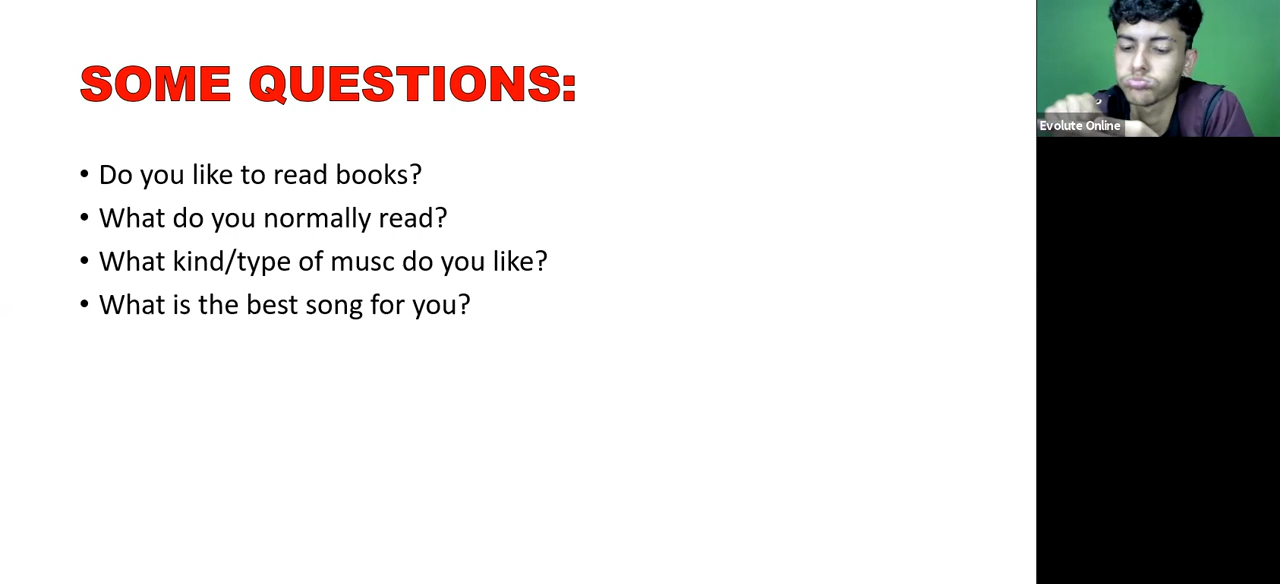 SOME QUESTIONS:
• Do you like to read books?
• What do you normally read?
• What kind/type of musc do you like?
• What is the best song for you?
Evolute Online